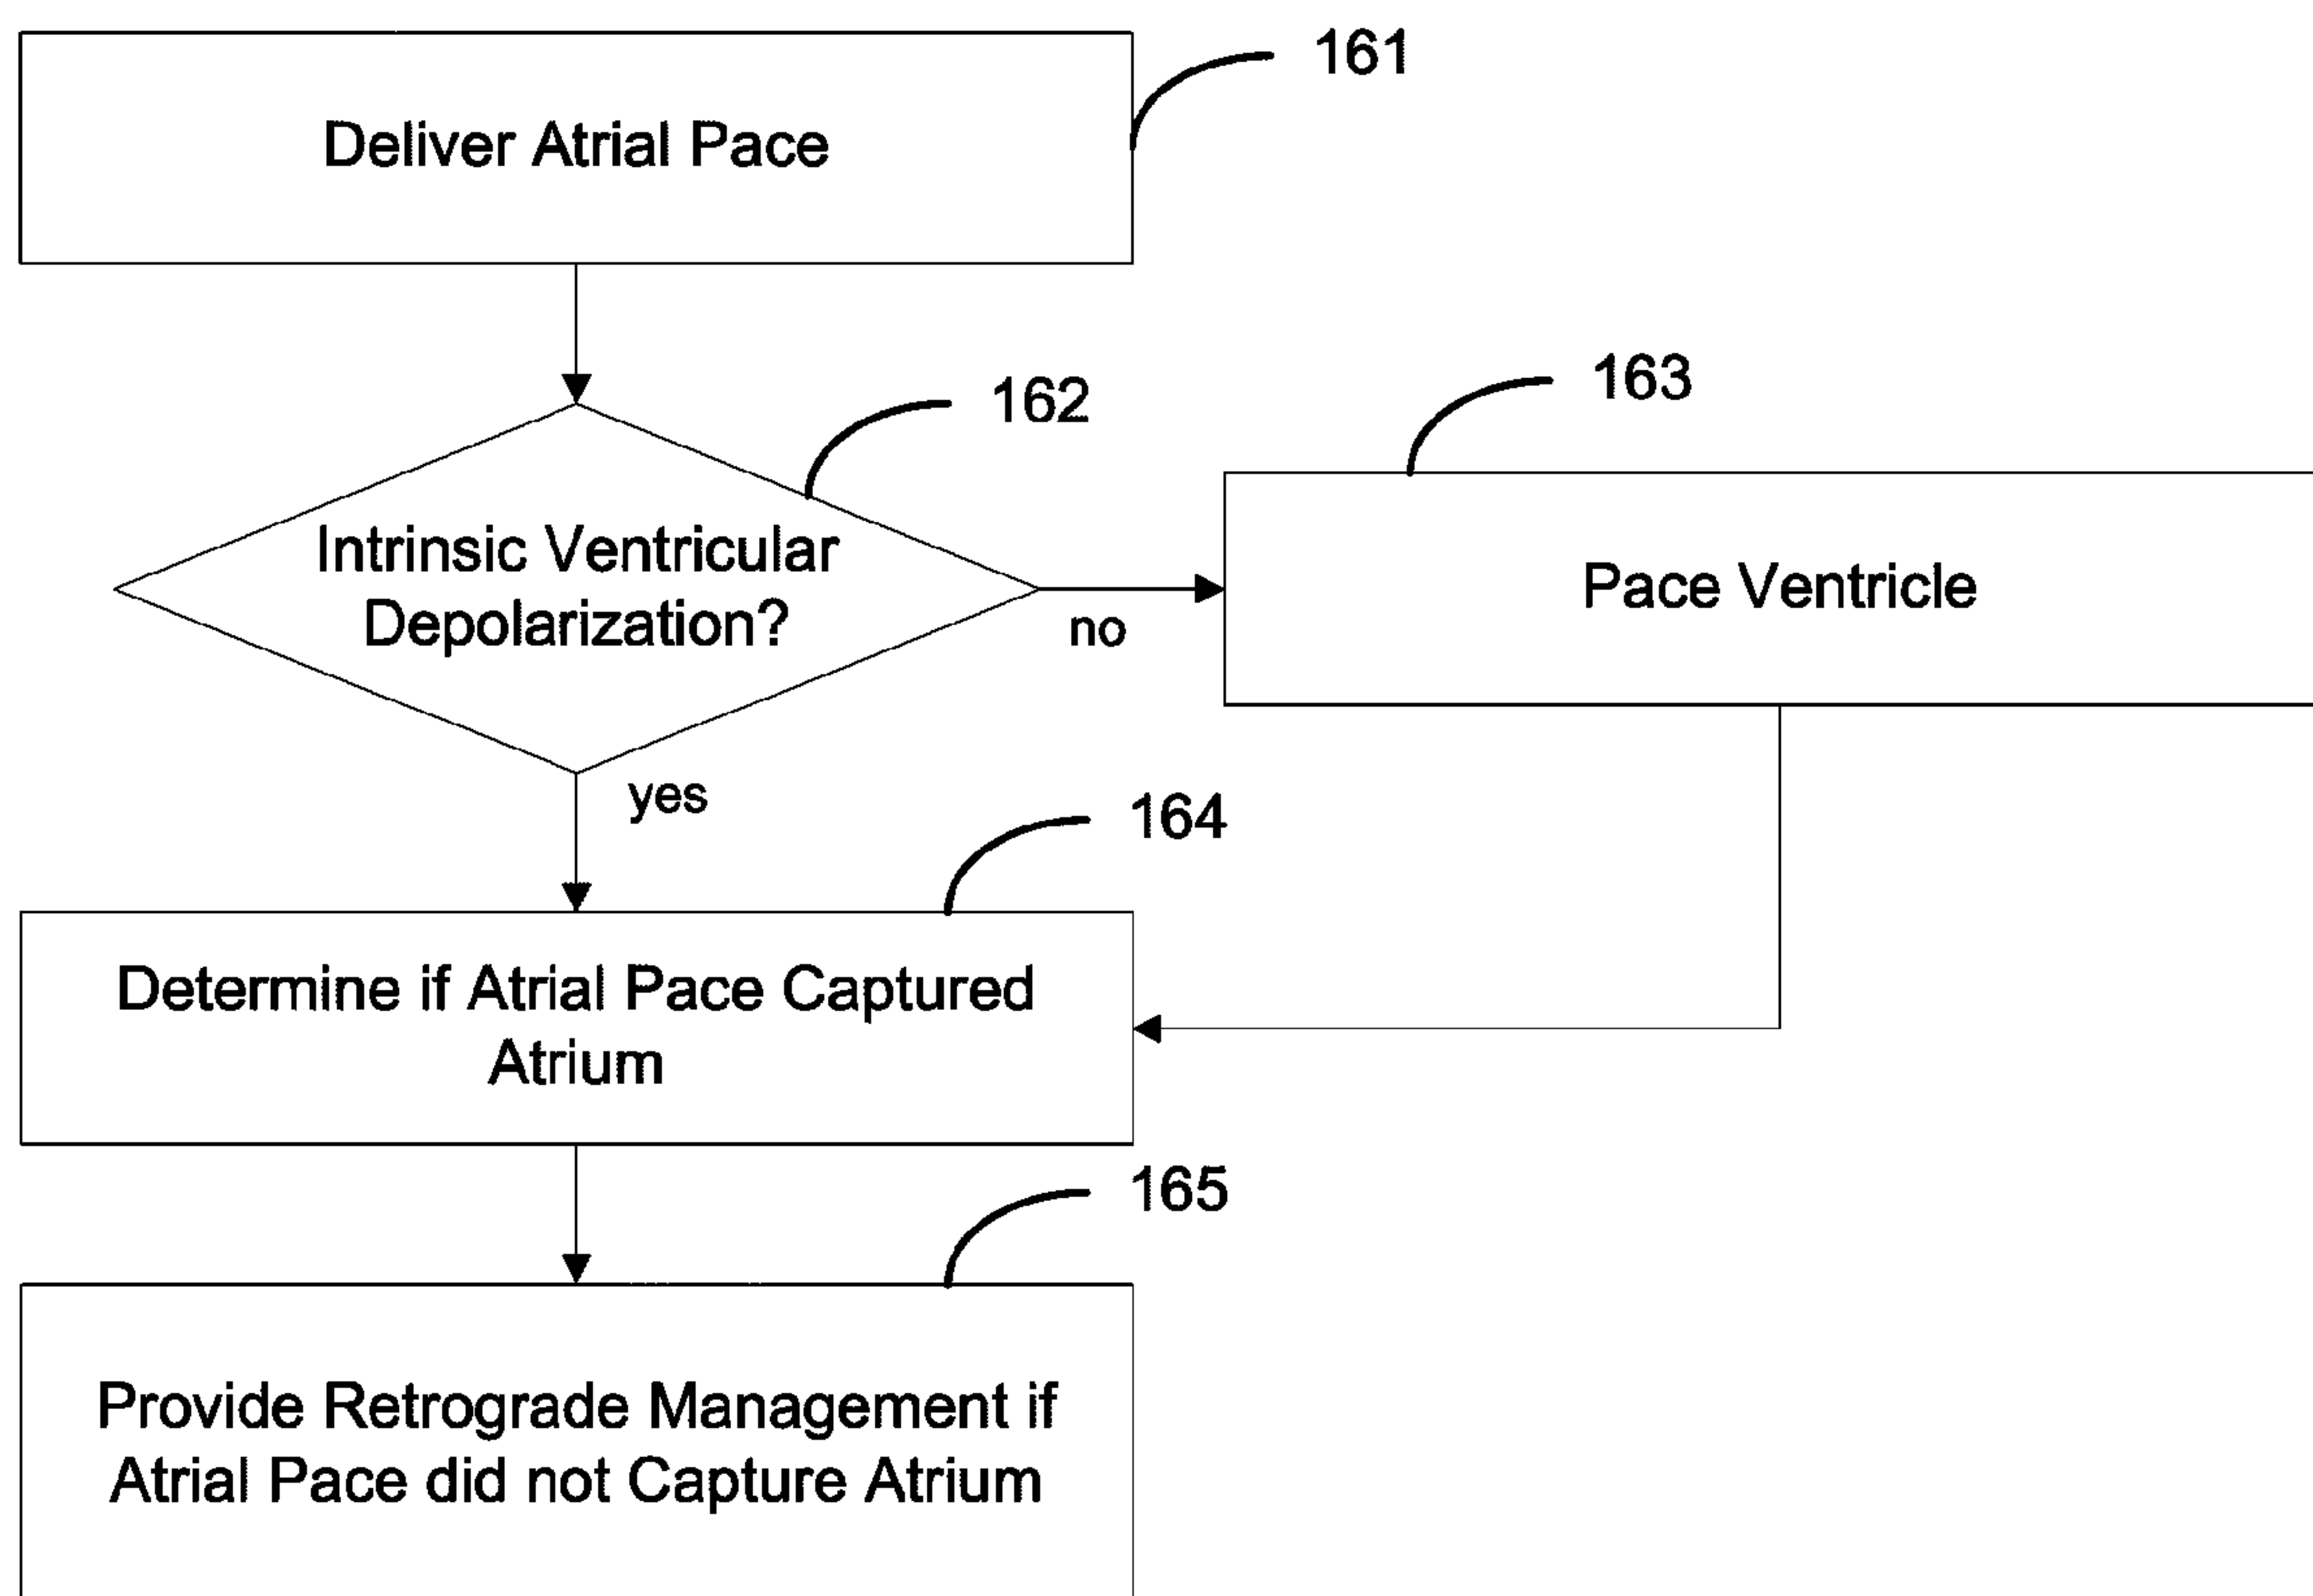 161
Deliver Atrial Pace
162
Intrinsic Ventricular
Depolarization?
no
163
Pace Ventricle
yes
164
Determine if Atrial Pace Captured
Atrium
165
Provide Retrograde Management if
Atrial Pace did not Capture Atrium